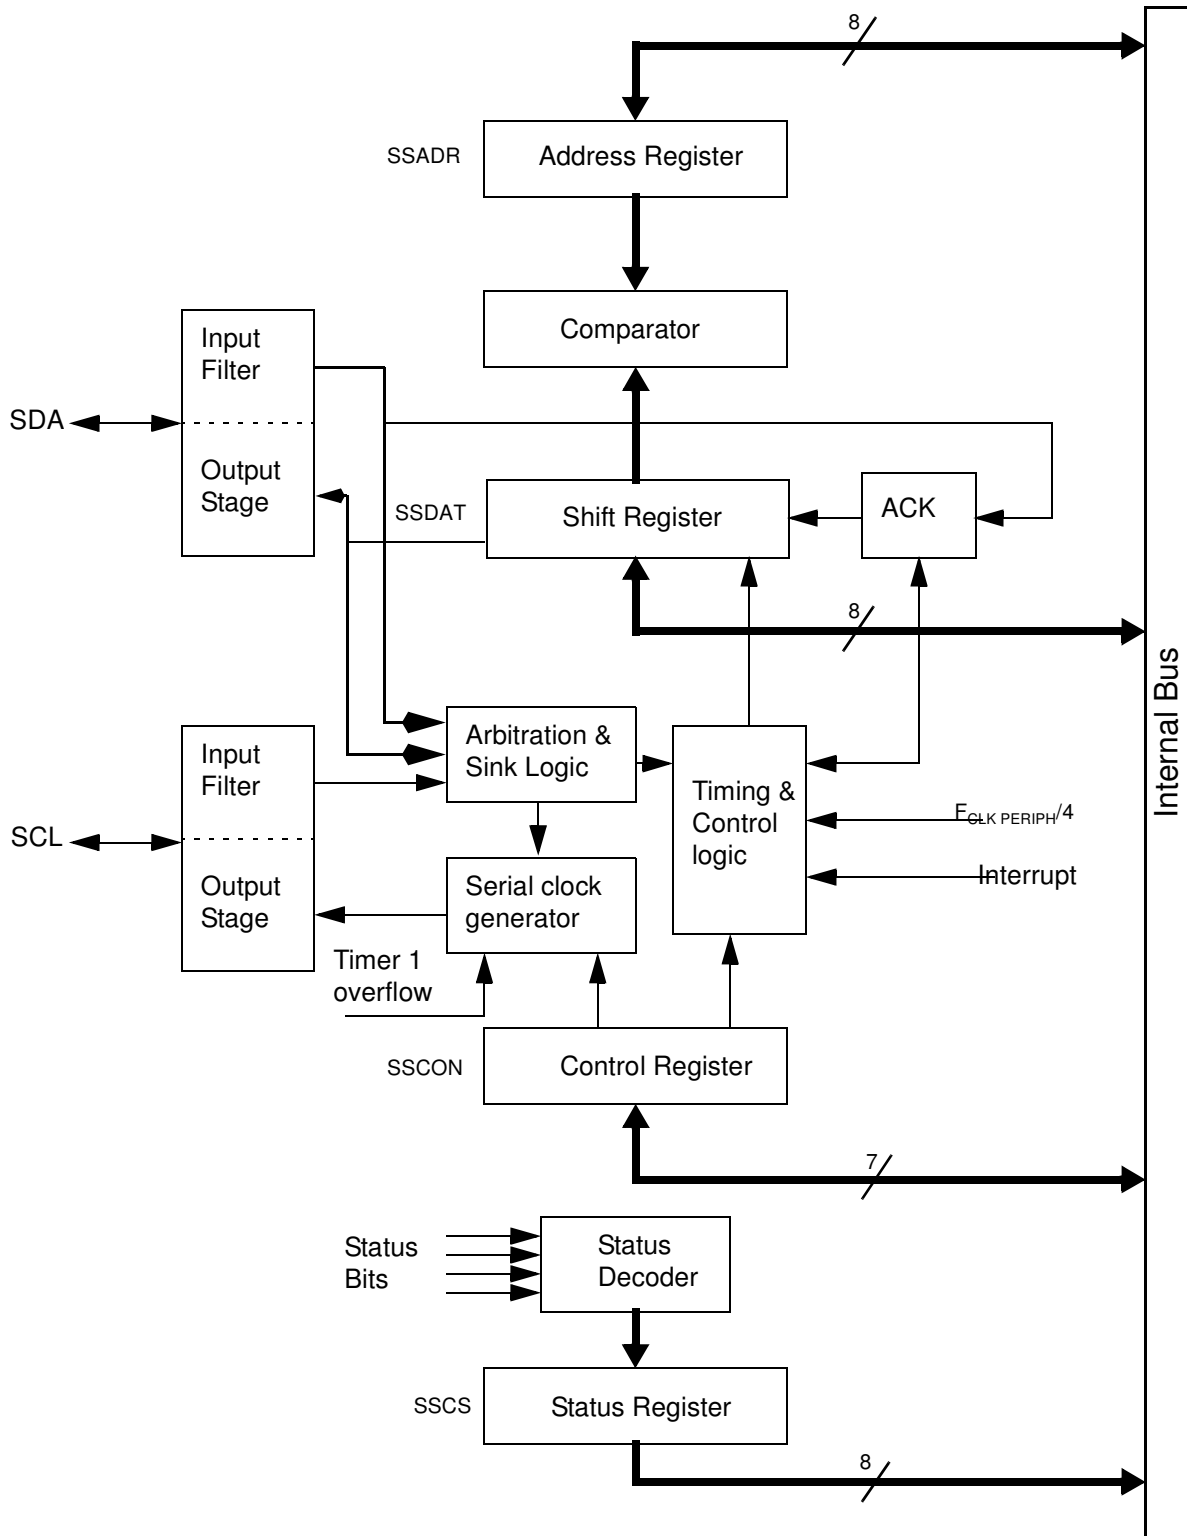 8
SSADR
Address Register
Comparator
Input
Filter
SDA
Output
Stage
SSDAT
Shift Register
ACK
8
Internal Bus
Input
Filter
Arbitration &
Sink Logic
Timing &
Control
logic
FCLK PERIPH/4
SCL
Output
Stage
Serial clock
generator
Interrupt
Timer 1
overflow
SSCON
Control Register
7
Status
Bits
Status
Decoder
SSCS
Status Register
8